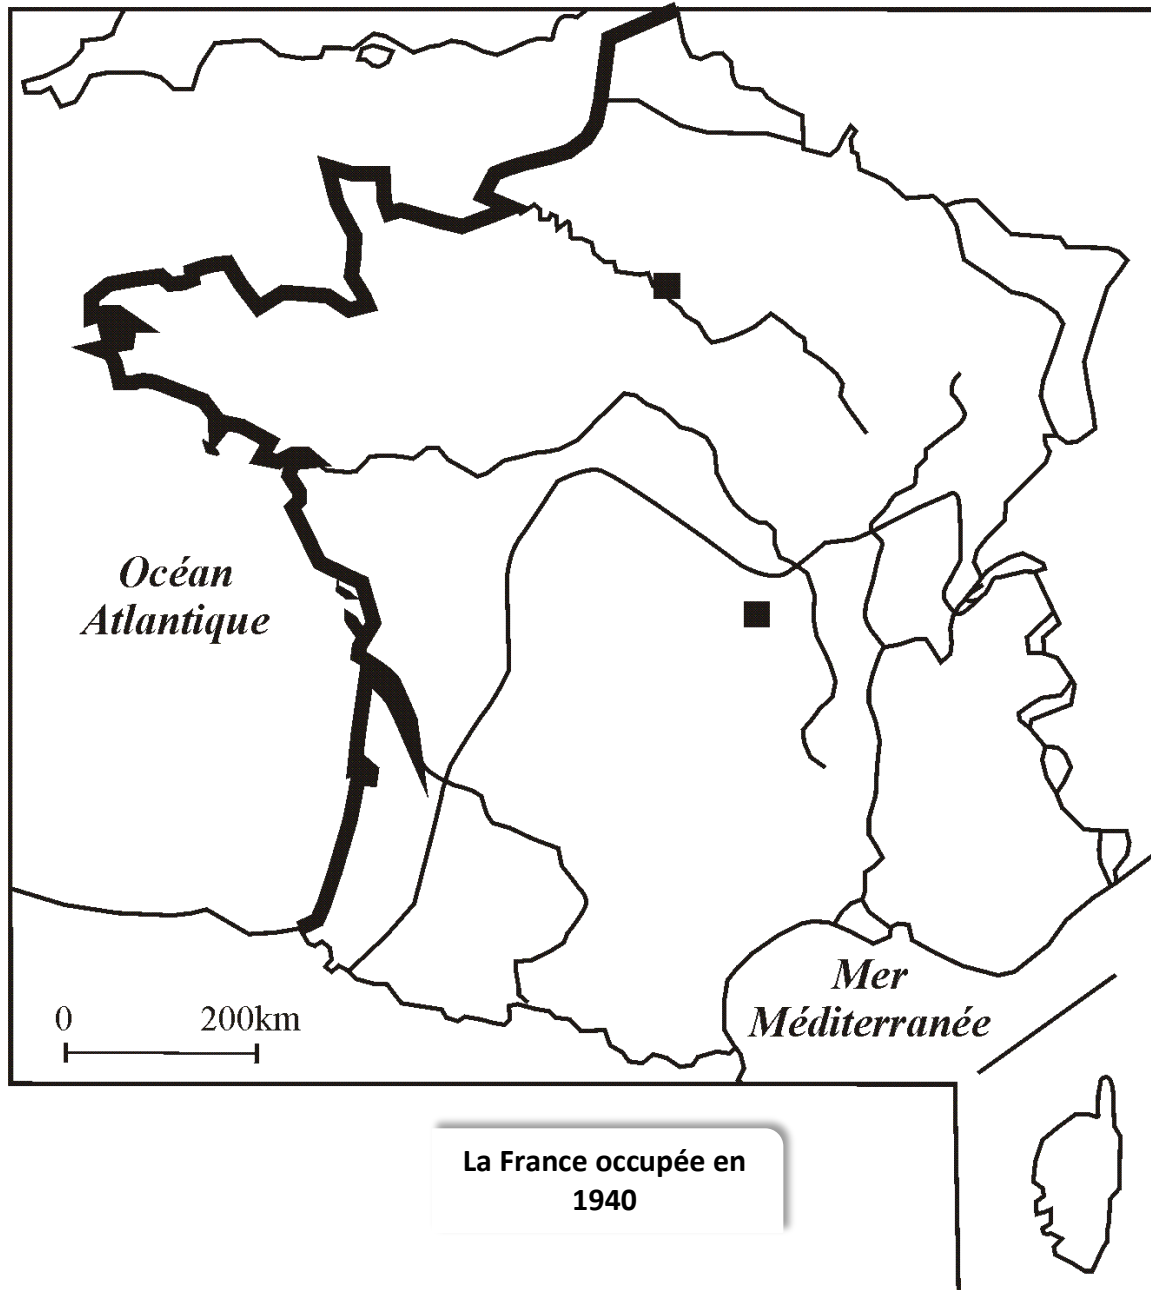 Océan
Atlantique
Mer
Méditerranée
0 200km
La France occupée en
1940